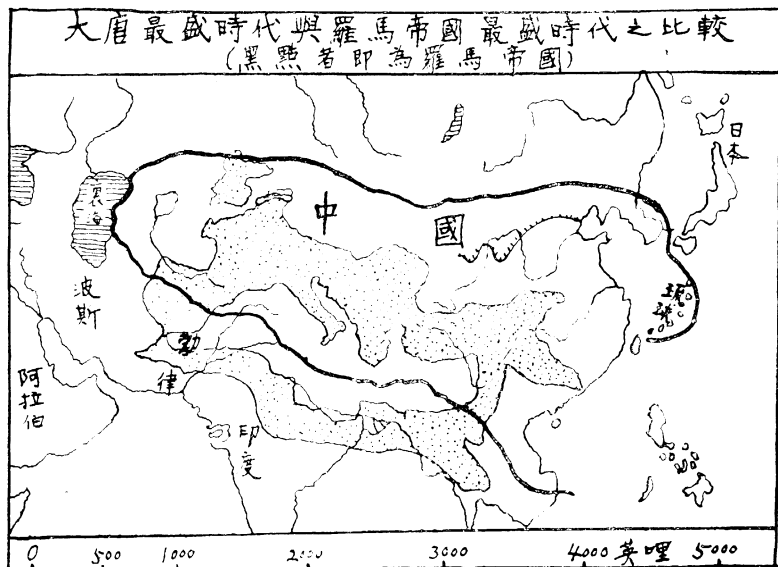 大唐最盛時代與羅馬帝國最盛時代之比較
(黑點者即為羅馬帝國)
日本
裏海
中國
琉球
波斯
勃律
阿拉伯
印度
0 500 1000 2000 3000 4000 英哩 5000